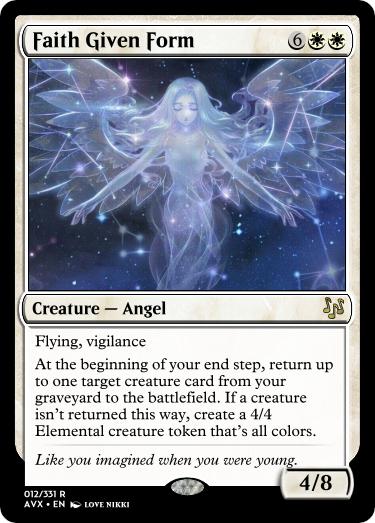 Faith Given Form 6
Creature — Angel
Flying, vigilance
At the beginning of your end step, return up
to one target creature card from your
graveyard to the battlefield. If a creature
isn't returned this way, create a 4/4
Elemental creature token that's all colors.
Like you imagined when you were young.
4/8
012/331 R
AVX • EN LOVE NIKKI